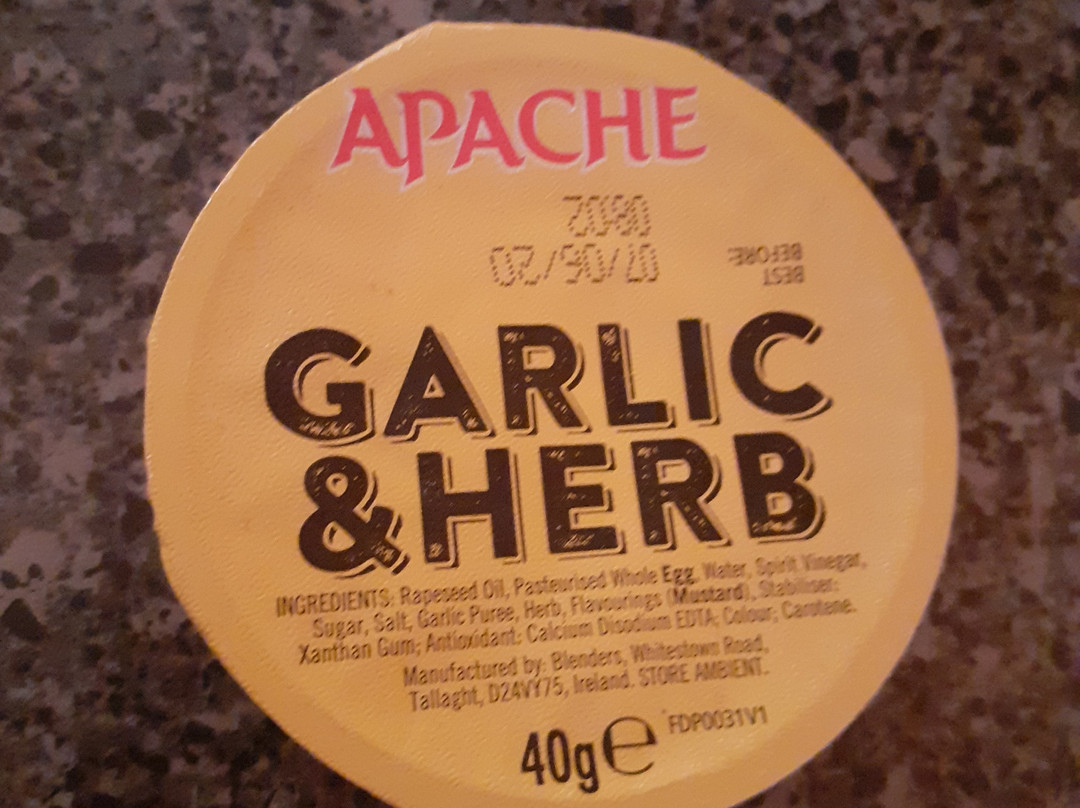 APACHE
BEST
BEFORE:
07/06/20
GARLIC
& HERB
INGREDIENTS: Rapeseed Oil, Pasteurised Whole Egg, Water, Spirit Vinegar,
Sugar, Salt, Garlic Puree, Herb, Flavourings (Mustard), Stabiliser:
Xanthan Gum; Antioxidant: Calcium Disodium EDTA; Colour; Carotene.
Manufactured by: Blenders, Whitestown Road,
Tallaght, D24VY75, Ireland. STORE AMBIENT.
40g e FDP0031V1